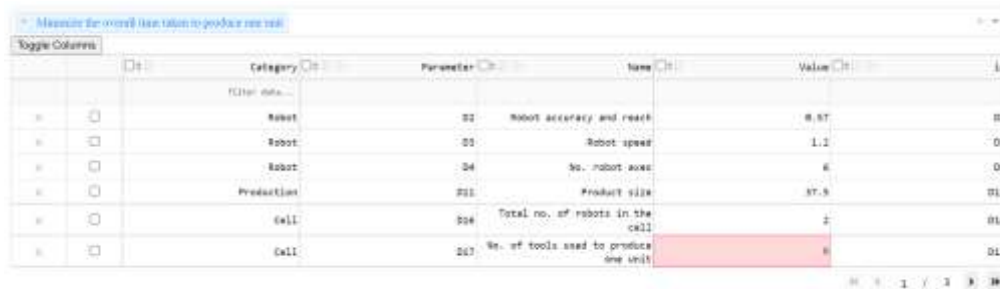 Minimize the overall time taken to produce one unit
Toggle Columns
Category Parameter Name Value
filter data...
Robot D2 Robot accuracy and reach 0.57
Robot D3 Robot speed 1.2
Robot D4 No. robot axes 6
Production D11 Product size 37.5
Cell D16 Total no. of robots in the
cell 2
Cell D17 No. of tools used to produce
one unit
1 / 3